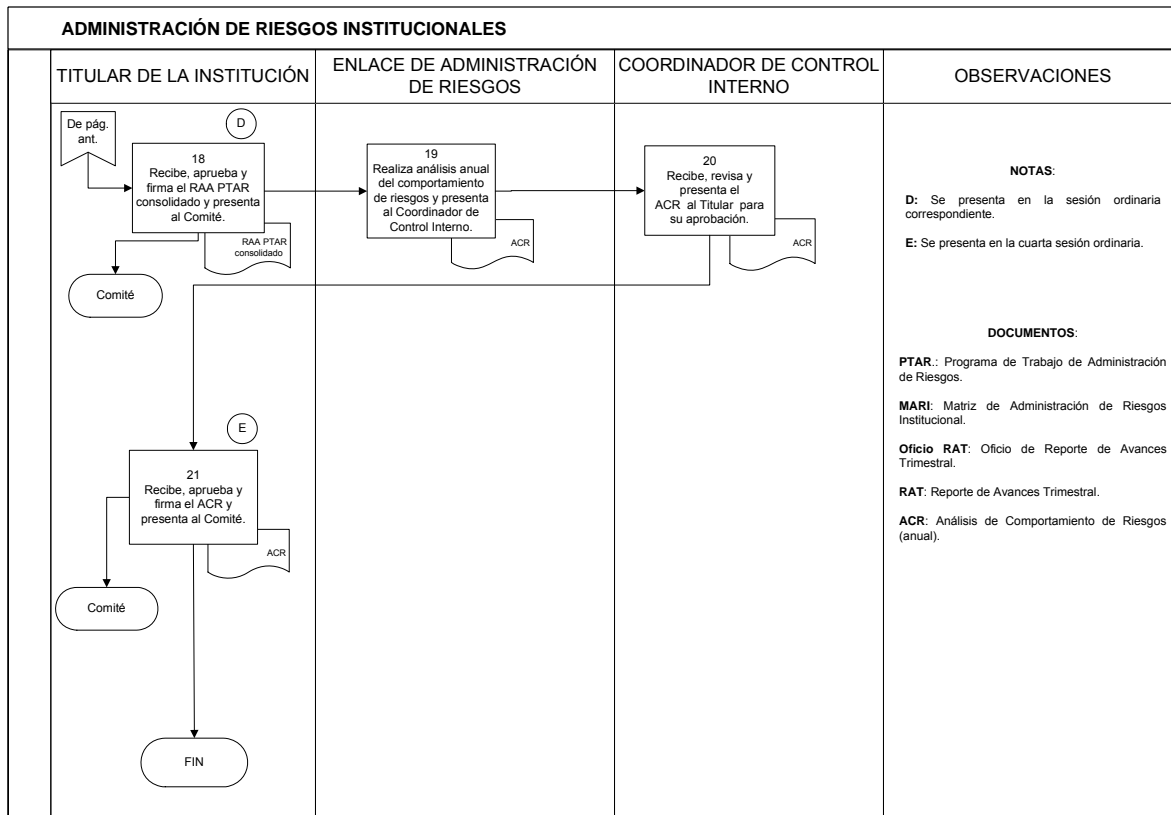 ADMINISTRACIÓN DE RIESGOS INSTITUCIONALES
TITULAR DE LA INSTITUCIÓN
ENLACE DE ADMINISTRACIÓN
DE RIESGOS
COORDINADOR DE CONTROL
INTERNO
OBSERVACIONES
De pág.
ant.
D
18
Recibe, aprueba y
firma el RAA PTAR
consolidado y presenta
al Comité.
RAA PTAR
consolidado
Comité
19
Realiza análisis anual
del comportamiento
de riesgos y presenta
al Coordinador de
Control Interno.
ACR
20
Recibe, revisa y
presenta el
ACR al Titular para
su aprobación.
ACR
E
21
Recibe, aprueba y
firma el ACR y
presenta al Comité.
ACR
Comité
FIN
NOTAS:
D: Se presenta en la sesión ordinaria
correspondiente.
E: Se presenta en la cuarta sesión ordinaria.
DOCUMENTOS:
PTAR.: Programa de Trabajo de Administración
de Riesgos.
MARI: Matriz de Administración de Riesgos
Institucional.
Oficio RAT: Oficio de Reporte de Avances
Trimestral.
RAT: Reporte de Avances Trimestral.
ACR: Análisis de Comportamiento de Riesgos
(anual).